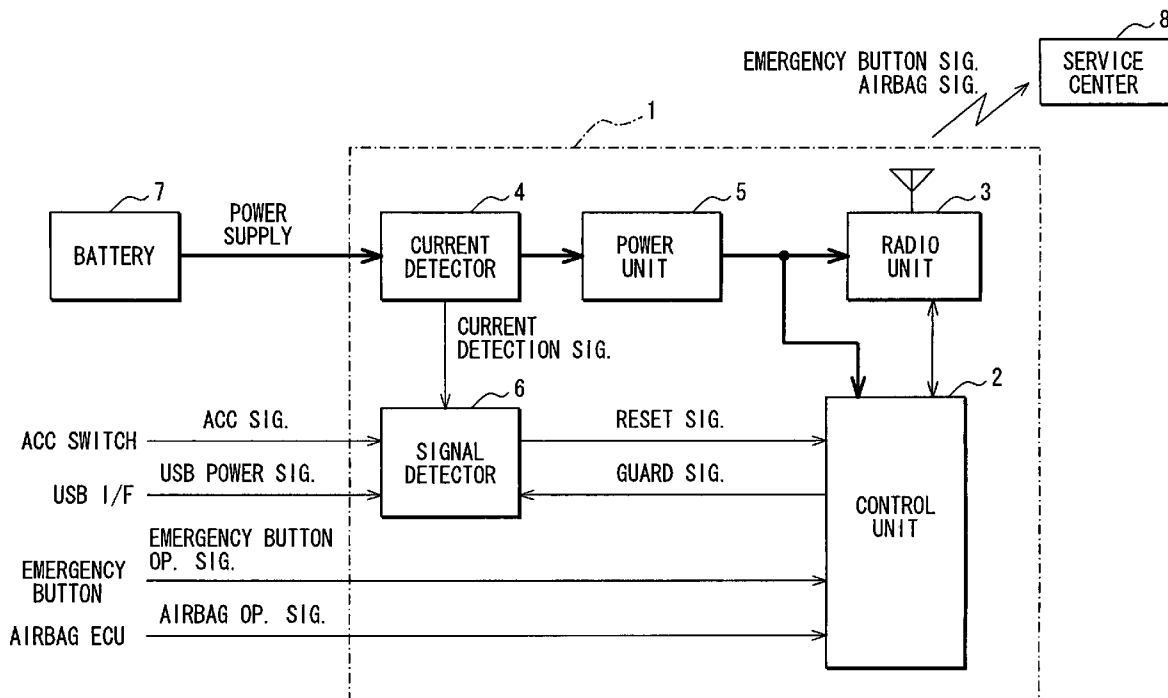 8
SERVICE
CENTER
EMERGENCY BUTTON SIG.
AIRBAG SIG.
1
7
BATTERY
POWER
SUPPLY
4
CURRENT
DETECTOR
5
POWER
UNIT
3
RADIO
UNIT
CURRENT
DETECTION SIG.
6
SIGNAL
DETECTOR
2
CONTROL
UNIT
ACC SWITCH
ACC SIG.
RESET SIG.
USB I/F
USB POWER SIG.
GUARD SIG.
EMERGENCY
BUTTON
EMERGENCY BUTTON
OP. SIG.
AIRBAG ECU
AIRBAG OP. SIG.